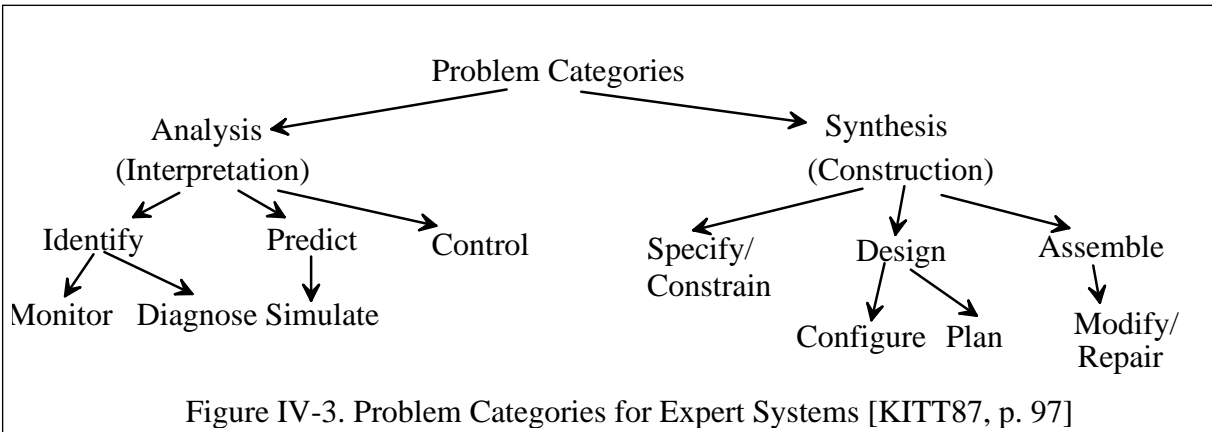 Problem Categories
Analysis
(Interpretation)
Synthesis
(Construction)
Identify
Predict
Control
Specify/
Constrain
Design
Assemble
Monitor
Diagnose
Simulate
Configure
Plan
Modify/
Repair
Figure IV-3. Problem Categories for Expert Systems [KITT87, p. 97]